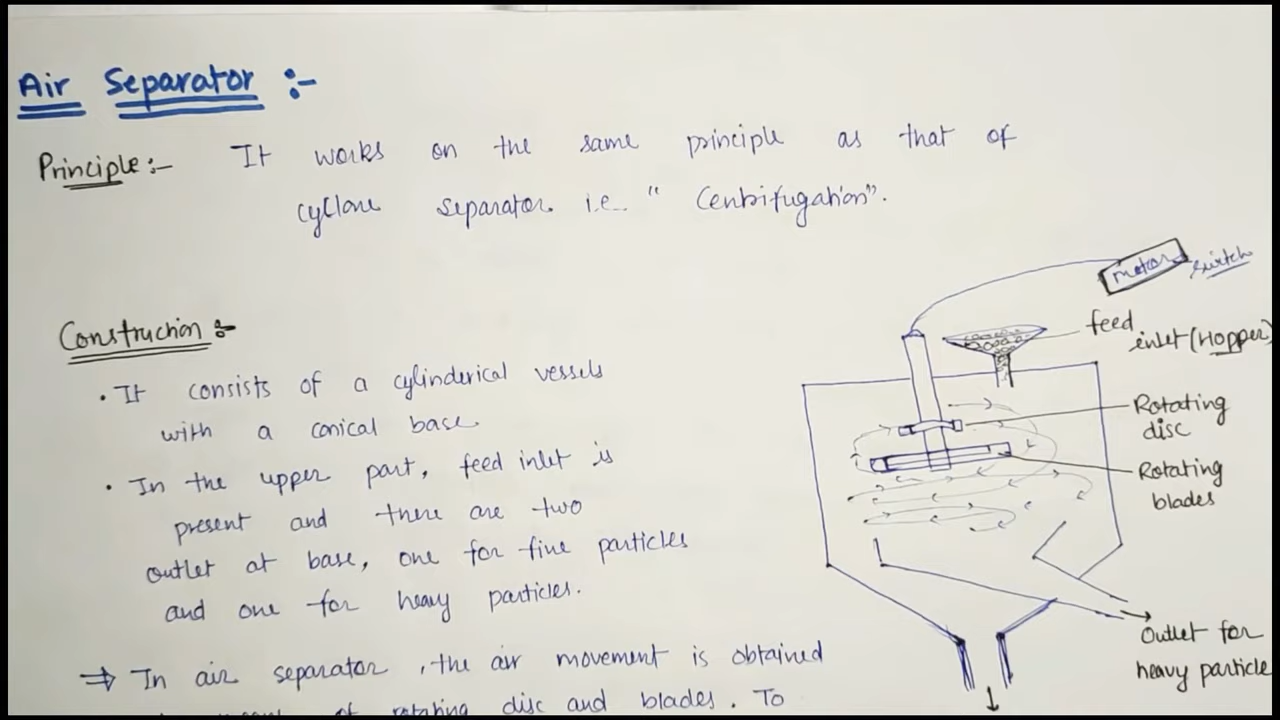 Air Separator :-
Principle :- It works on the same principle as that of
cyclone separator i.e.. " Centrifugation".
Construction :-
• It consists of a cylinderical vessels
with a conical base.
• In the upper part, feed inlet is
present and there are two
outlet at base, one for fine particles
and one for heavy particles.
⇒ In air separator, the air movement is obtained
of rotating disc and blades. To
motor switch
feed
inlet (Hopper)
Rotating
disc
Rotating
blades
Outlet for
heavy particle